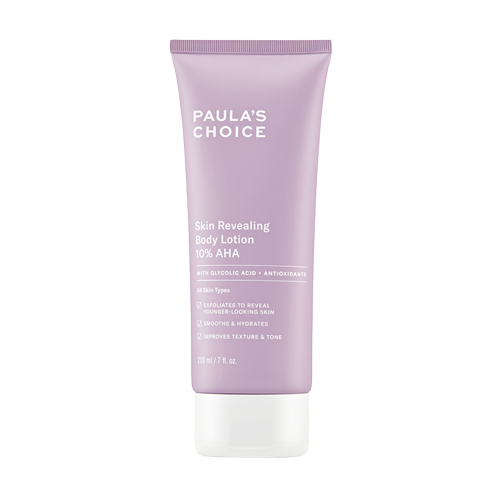 PAULA'S
CHOICE
Skin Revealing
Body Lotion
10% AHA
WITH GLYCOLIC ACID + ANTIOXIDANTS
All Skin Types
☑ EXFOLIATES TO REVEAL
YOUNGER-LOOKING SKIN
☑ SMOOTHS & HYDRATES
☑ IMPROVES TEXTURE & TONE
210 ml / 7 fl. oz.